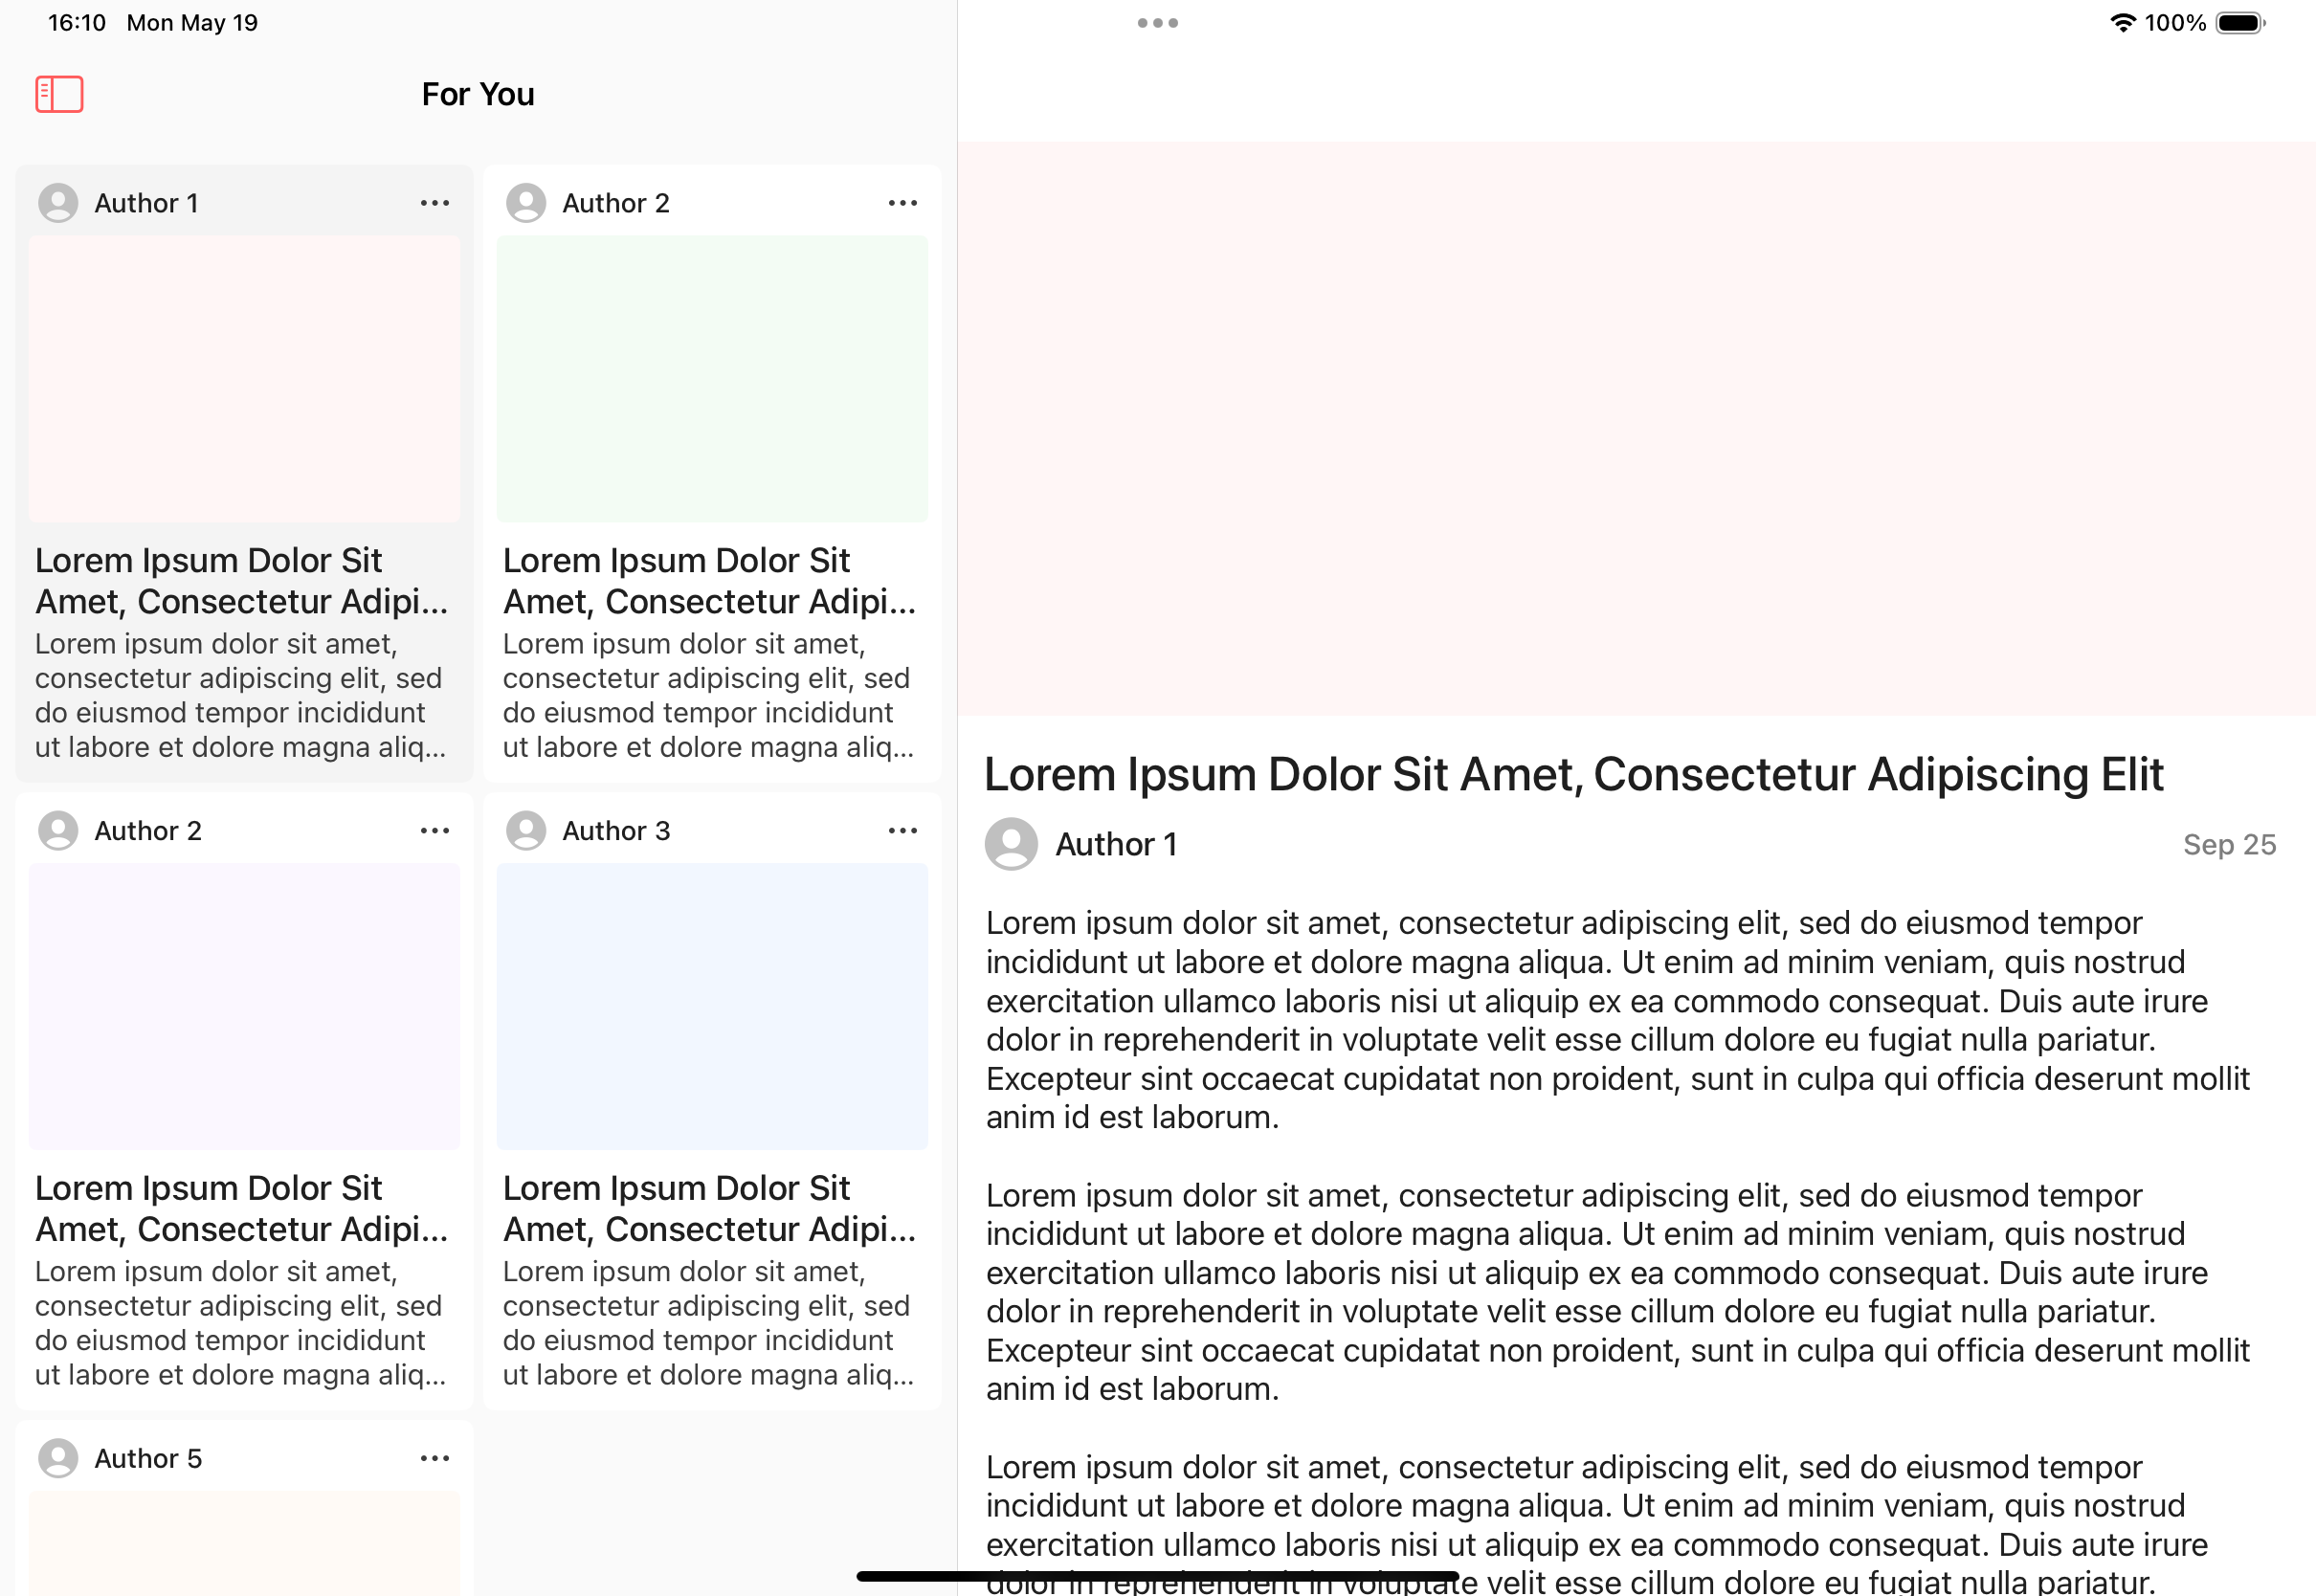 16:10 Mon May 19
100%
For You
Author 1
Lorem Ipsum Dolor Sit
Amet, Consectetur Adipi...
Lorem ipsum dolor sit amet,
consectetur adipiscing elit, sed
do eiusmod tempor incididunt
ut labore et dolore magna aliq...
Author 2
Lorem Ipsum Dolor Sit
Amet, Consectetur Adipi...
Lorem ipsum dolor sit amet,
consectetur adipiscing elit, sed
do eiusmod tempor incididunt
ut labore et dolore magna aliq...
Author 2
Lorem Ipsum Dolor Sit
Amet, Consectetur Adipi...
Lorem ipsum dolor sit amet,
consectetur adipiscing elit, sed
do eiusmod tempor incididunt
ut labore et dolore magna aliq...
Author 3
Lorem Ipsum Dolor Sit
Amet, Consectetur Adipi...
Lorem ipsum dolor sit amet,
consectetur adipiscing elit, sed
do eiusmod tempor incididunt
ut labore et dolore magna aliq...
Author 5
Lorem Ipsum Dolor Sit Amet, Consectetur Adipiscing Elit
Author 1
Sep 25
Lorem ipsum dolor sit amet, consectetur adipiscing elit, sed do eiusmod tempor
incididunt ut labore et dolore magna aliqua. Ut enim ad minim veniam, quis nostrud
exercitation ullamco laboris nisi ut aliquip ex ea commodo consequat. Duis aute irure
dolor in reprehenderit in voluptate velit esse cillum dolore eu fugiat nulla pariatur.
Excepteur sint occaecat cupidatat non proident, sunt in culpa qui officia deserunt mollit
anim id est laborum.
Lorem ipsum dolor sit amet, consectetur adipiscing elit, sed do eiusmod tempor
incididunt ut labore et dolore magna aliqua. Ut enim ad minim veniam, quis nostrud
exercitation ullamco laboris nisi ut aliquip ex ea commodo consequat. Duis aute irure
dolor in reprehenderit in voluptate velit esse cillum dolore eu fugiat nulla pariatur.
Excepteur sint occaecat cupidatat non proident, sunt in culpa qui officia deserunt mollit
anim id est laborum.
Lorem ipsum dolor sit amet, consectetur adipiscing elit, sed do eiusmod tempor
incididunt ut labore et dolore magna aliqua. Ut enim ad minim veniam, quis nostrud
exercitation ullamco laboris nisi ut aliquip ex ea commodo consequat. Duis aute irure
dolor in reprehenderit in voluptate velit esse cillum dolore eu fugiat nulla pariatur.